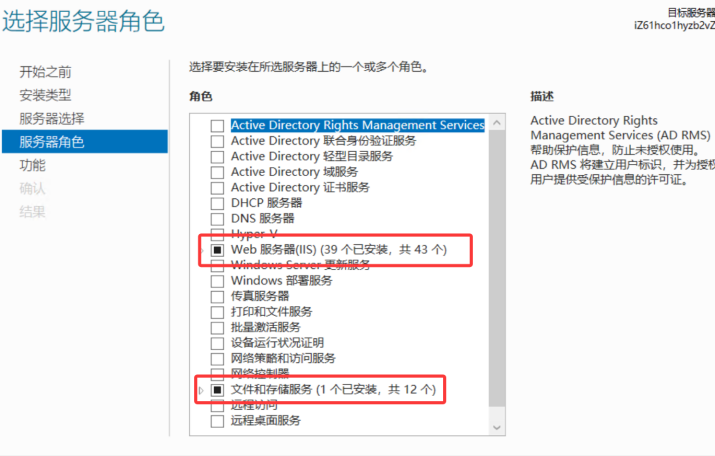 选择服务器角色
目标服务器
iZ61hco1hyzb2vZ
开始之前
安装类型
服务器选择
服务器角色
功能
确认
结果
选择要安装在所选服务器上的一个或多个角色。
角色
Active Directory Rights Management Services
Active Directory 联合身份验证服务
Active Directory 轻型目录服务
Active Directory 域服务
Active Directory 证书服务
DHCP 服务器
DNS 服务器
Hyper-V
Web 服务器(IIS) (39 个已安装，共 43 个)
Windows Server 更新服务
Windows 部署服务
传真服务器
打印和文件服务
批量激活服务
设备运行状况证明
网络策略和访问服务
网络控制器
文件和存储服务 (1 个已安装，共 12 个)
远程访问
远程桌面服务
描述
Active Directory Rights
Management Services (AD RMS)
帮助保护信息，防止未授权使用。
AD RMS 将建立用户标识，并为授权
用户提供受保护信息的许可证。